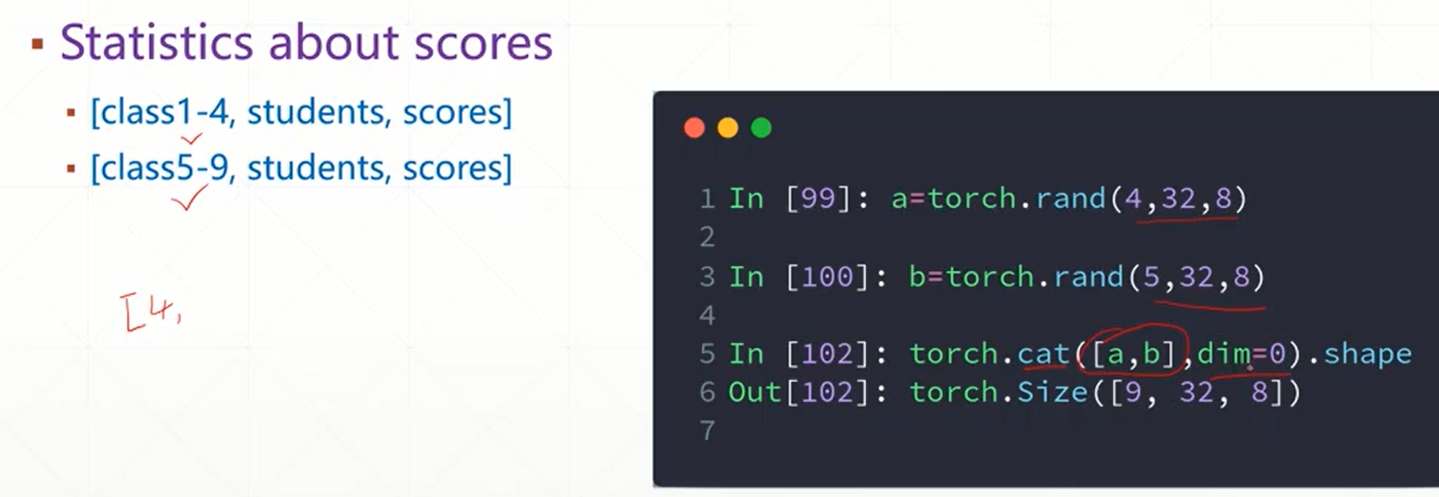 ▪ Statistics about scores
▪ [class1-4, students, scores]
▪ [class5-9, students, scores]
[4,
1 In [99]: a=torch.rand(4,32,8)
2
3 In [100]: b=torch.rand(5,32,8)
4
5 In [102]: torch.cat([a,b],dim=0).shape
6 Out[102]: torch.Size([9, 32, 8])
7